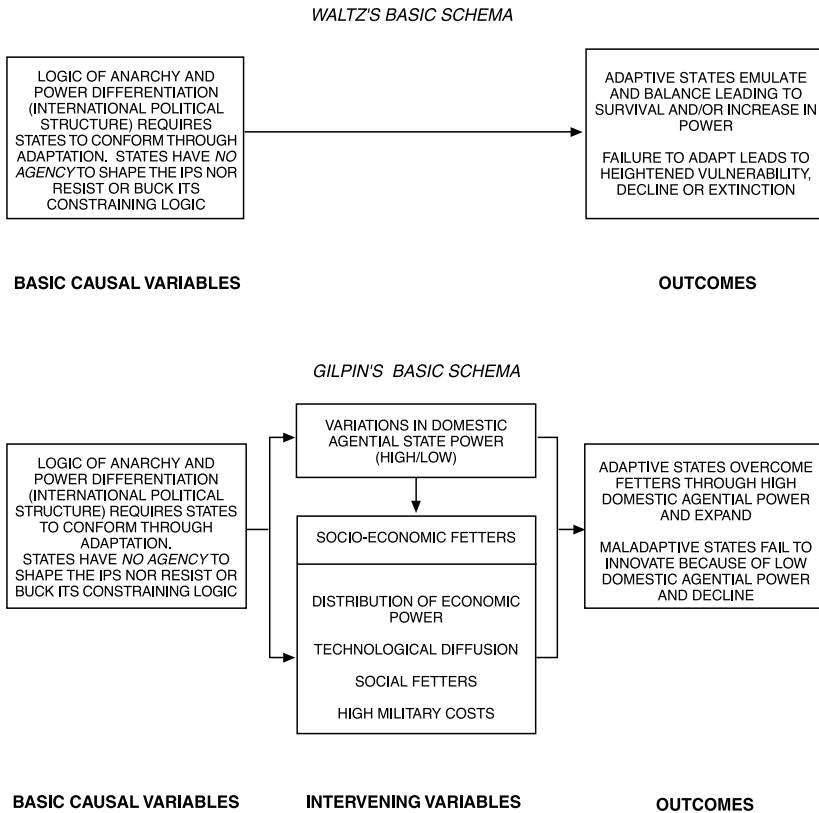 WALTZ'S BASIC SCHEMA
LOGIC OF ANARCHY AND
POWER DIFFERENTIATION
(INTERNATIONAL POLITICAL
STRUCTURE) REQUIRES
STATES TO CONFORM THROUGH
ADAPTATION. STATES HAVE NO
AGENCY TO SHAPE THE IPS NOR
RESIST OR BUCK ITS
CONSTRAINING LOGIC
ADAPTIVE STATES EMULATE
AND BALANCE LEADING TO
SURVIVAL AND/OR INCREASE IN
POWER
FAILURE TO ADAPT LEADS TO
HEIGHTENED VULNERABILITY,
DECLINE OR EXTINCTION
BASIC CAUSAL VARIABLES
OUTCOMES
GILPIN'S BASIC SCHEMA
LOGIC OF ANARCHY AND
POWER DIFFERENTIATION
(INTERNATIONAL POLITICAL
STRUCTURE) REQUIRES STATES
TO CONFORM THROUGH
ADAPTATION.
STATES HAVE NO AGENCY TO
SHAPE THE IPS NOR RESIST OR
BUCK ITS CONSTRAINING LOGIC
VARIATIONS IN DOMESTIC
AGENTIAL STATE POWER
(HIGH/LOW)
SOCIO-ECONOMIC FETTERS
DISTRIBUTION OF ECONOMIC
POWER
TECHNOLOGICAL DIFFUSION
SOCIAL FETTERS
HIGH MILITARY COSTS
ADAPTIVE STATES OVERCOME
FETTERS THROUGH HIGH
DOMESTIC AGENTIAL POWER
AND EXPAND
MALADAPTIVE STATES FAIL TO
INNOVATE BECAUSE OF LOW
DOMESTIC AGENTIAL POWER
AND DECLINE
BASIC CAUSAL VARIABLES
INTERVENING VARIABLES
OUTCOMES